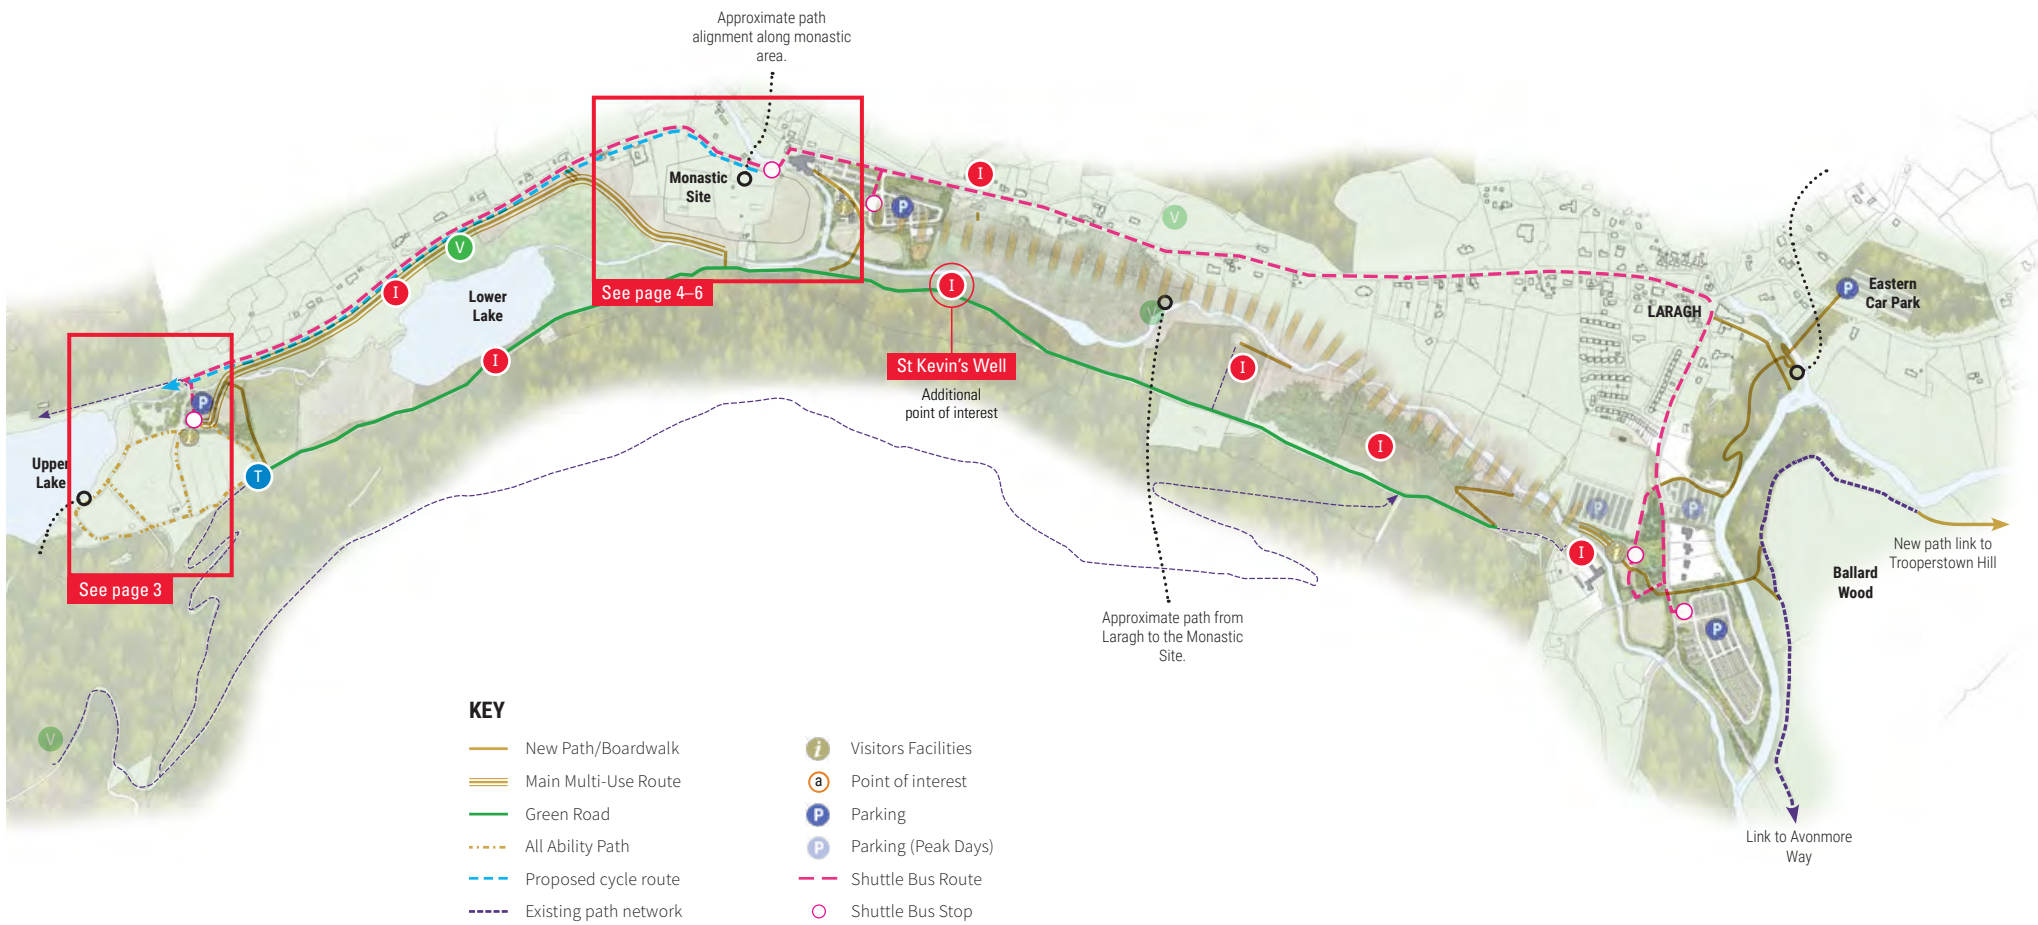 Approximate path
alignment along monastic
area.
Monastic
Site
I
V
I
Lower
Lake
See page 4–6
i
P
I
V
I
St Kevin's Well
Additional
point of interest
V
I
I
I
LARAGH
P
Eastern
Car Park
P
i
Upper
Lake
T
See page 3
I
V
P
P
i
I
P
Approximate path from
Laragh to the Monastic
Site.
New path link to
Trooperstown Hill
Ballard
Wood
Link to Avonmore
Way
KEY
New Path/Boardwalk
Main Multi-Use Route
Green Road
All Ability Path
Proposed cycle route
Existing path network
i Visitors Facilities
a Point of interest
P Parking
P Parking (Peak Days)
Shuttle Bus Route
Shuttle Bus Stop